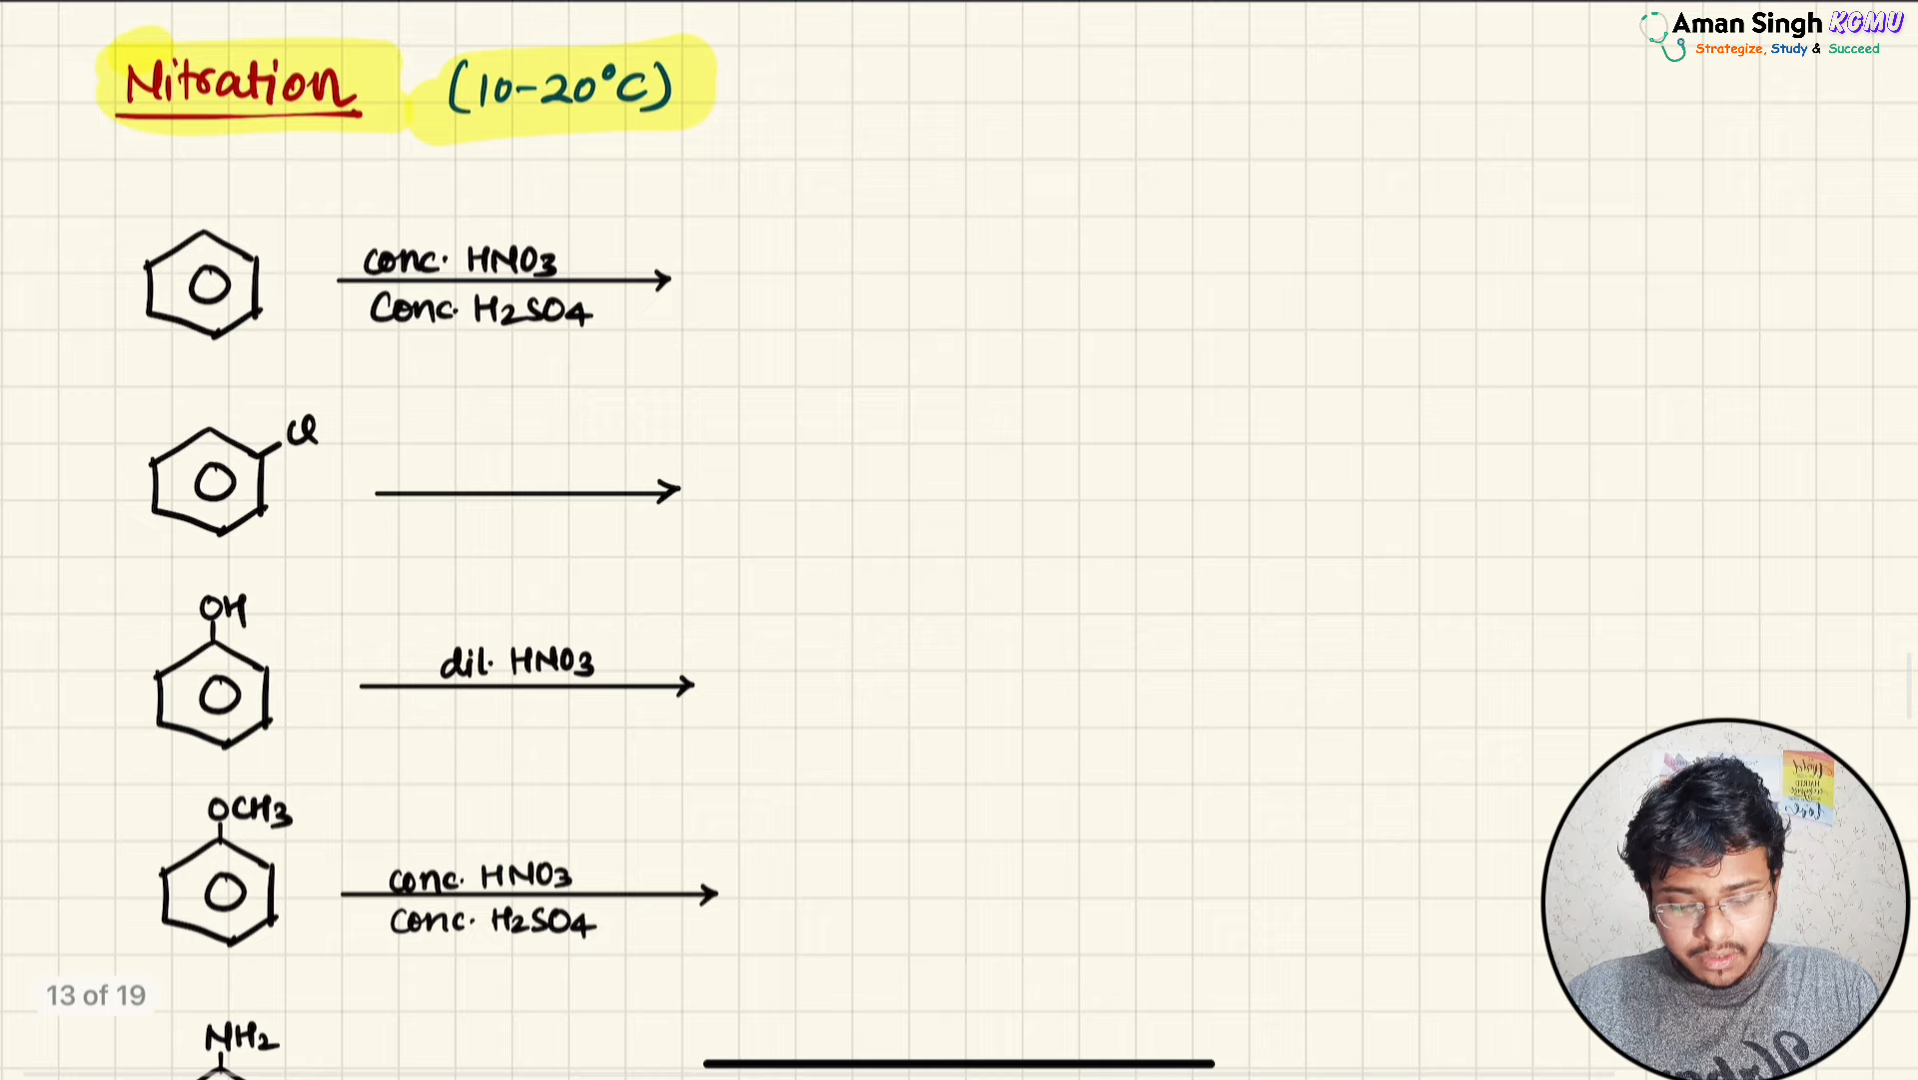 Aman Singh KGMU
Strategize, Study & Succeed
Nitration (10-20°C)
conc. HNO3
Conc. H2SO4
Cl
OH
dil. HNO3
OCH3
conc. HNO3
Conc. H2SO4
13 of 19
NH2